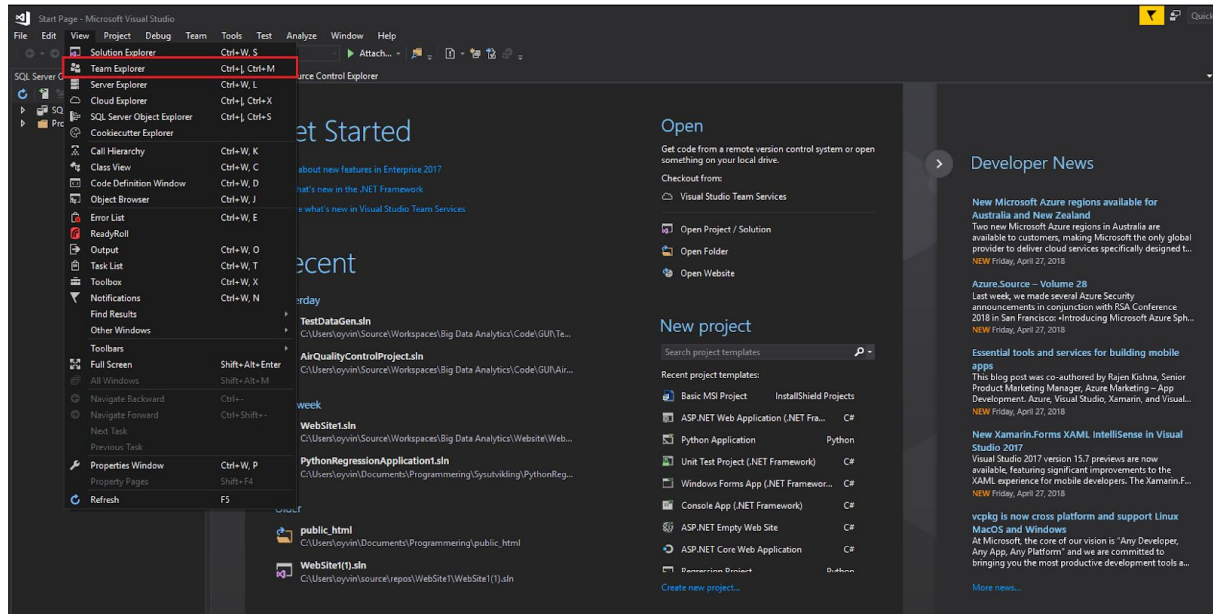 Start Page - Microsoft Visual Studio
Quick
File Edit View Project Debug Team Tools Test Analyze Window Help
Attach...
SQL Server O
urce Control Explorer
SQ
Pro
Solution Explorer Ctrl+W, S
Team Explorer Ctrl+\, Ctrl+M
Server Explorer Ctrl+W, L
Cloud Explorer Ctrl+\, Ctrl+X
SQL Server Object Explorer Ctrl+\, Ctrl+S
Cookiecutter Explorer
Call Hierarchy Ctrl+W, K
Class View Ctrl+W, C
Code Definition Window Ctrl+W, D
Object Browser Ctrl+W, J
Error List Ctrl+W, E
ReadyRoll
Output Ctrl+W, O
Task List Ctrl+W, T
Toolbox Ctrl+W, X
Notifications Ctrl+W, N
Find Results
Other Windows
Toolbars
Full Screen Shift+Alt+Enter
All Windows Shift+Alt+M
Navigate Backward Ctrl+-
Navigate Forward Ctrl+Shift+-
Next Task
Previous Task
Properties Window Ctrl+W, P
Property Pages Shift+F4
Refresh F5
et Started
about new features in Enterprise 2017
hat's new in the .NET Framework
e what's new in Visual Studio Team Services
ecent
erday
TestDataGen.sln
C:\Users\oyvin\Source\Workspaces\Big Data Analytics\Code\GUI\Te...
AirQualityControlProject.sln
C:\Users\oyvin\Source\Workspaces\Big Data Analytics\Code\GUI\Air...
week
WebSite1.sln
C:\Users\oyvin\Source\Workspaces\Big Data Analytics\Website\Web...
PythonRegressionApplication1.sln
C:\Users\oyvin\Documents\Programmering\Sysutvikling\PythonReg...
Older
public_html
C:\Users\oyvin\Documents\Programmering\public_html
WebSite1(1).sln
C:\Users\oyvin\source\repos\WebSite1\WebSite1(1).sln
Open
Get code from a remote version control system or open
something on your local drive.
Checkout from:
Visual Studio Team Services
Open Project / Solution
Open Folder
Open Website
New project
Search project templates
Recent project templates:
Basic MSI Project InstallShield Projects
ASP.NET Web Application (.NET Fra... C#
Python Application Python
Unit Test Project (.NET Framework) C#
Windows Forms App (.NET Framewor... C#
Console App (.NET Framework) C#
ASP.NET Empty Web Site C#
ASP.NET Core Web Application C#
Regression Project Python
Create new project...
Developer News
New Microsoft Azure regions available for
Australia and New Zealand
Two new Microsoft Azure regions in Australia are
available to customers, making Microsoft the only global
provider to deliver cloud services specifically designed t...
NEW Friday, April 27, 2018
Azure.Source – Volume 28
Last week, we made several Azure Security
announcements in conjunction with RSA Conference
2018 in San Francisco: •Introducing Microsoft Azure Sph...
NEW Friday, April 27, 2018
Essential tools and services for building mobile
apps
This blog post was co-authored by Rajen Kishna, Senior
Product Marketing Manager, Azure Marketing – App
Development. Azure, Visual Studio, Xamarin, and Visual...
NEW Friday, April 27, 2018
New Xamarin.Forms XAML IntelliSense in Visual
Studio 2017
Visual Studio 2017 version 15.7 previews are now
available, featuring significant improvements to the
XAML experience for mobile developers. The Xamarin.F...
NEW Friday, April 27, 2018
vcpkg is now cross platform and support Linux
MacOS and Windows
At Microsoft, the core of our vision is "Any Developer,
Any App, Any Platform" and we are committed to
bringing you the most productive development tools a...
More news...